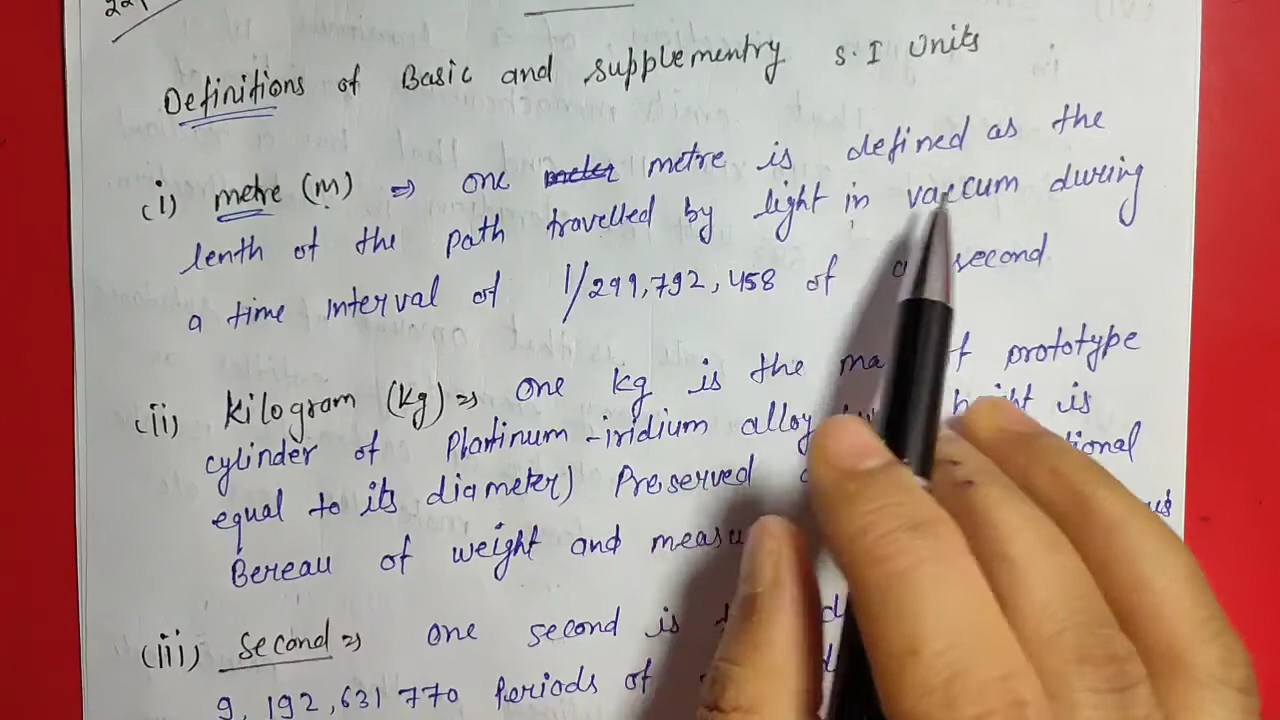 Definitions of Basic and supplementry S.I Units
(i) metre (m) ⇒ one metre is defined as the
lenth of the path travelled by light in vaccum during
a time interval of 1/299,792,458 of a second
(ii) Kilogram (Kg) ⇒ one kg is the of prototype
cylinder of Platinum-iridium alloy height is
equal to its diameter) Preserved
Bereau of weight and
(iii) Second ⇒ one second is
9,192,631 770 Periods of